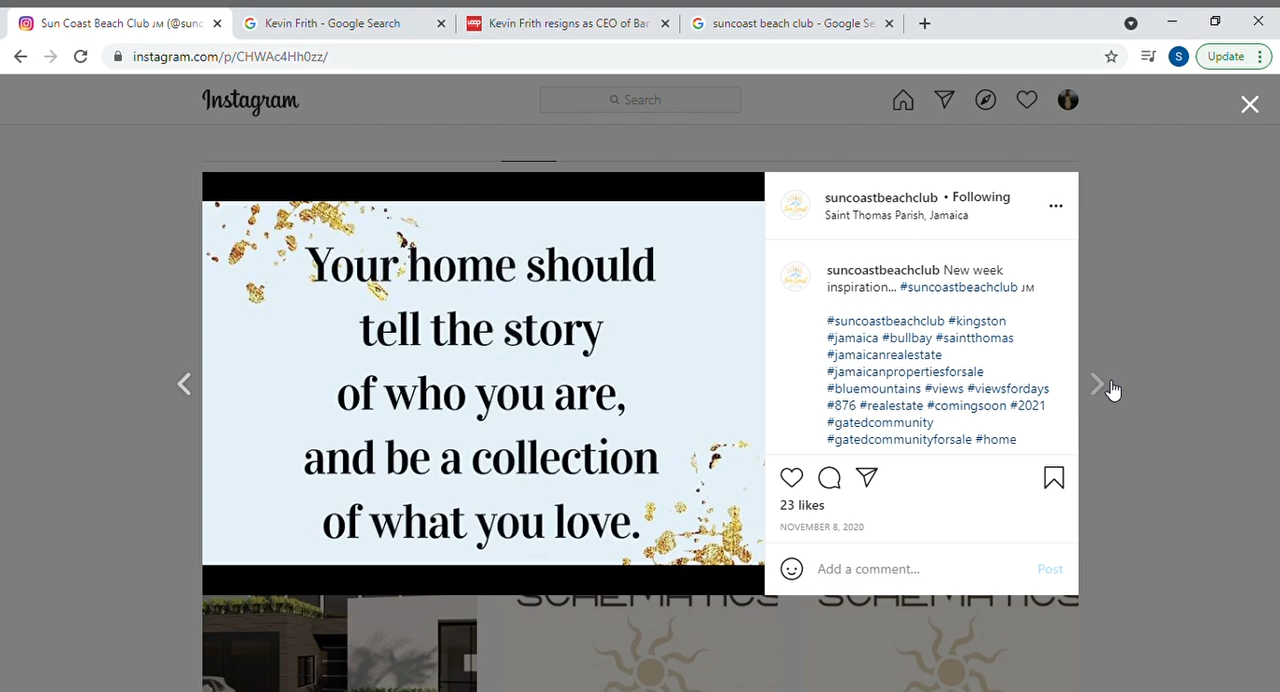 Sun Coast Beach Club JM (@sunc
Kevin Frith - Google Search
LOOP
Kevin Frith resigns as CEO of Bar
suncoast beach club - Google Se
instagram.com/p/CHWAc4Hh0zz/
S
Update
Instagram
Search
Your home should
tell the story
of who you are,
and be a collection
of what you love.
suncoastbeachclub • Following
Saint Thomas Parish, Jamaica
suncoastbeachclub New week
inspiration... #suncoastbeachclub JM
#suncoastbeachclub #kingston
#jamaica #bullbay #saintthomas
#jamaicanrealestate
#jamaicanpropertiesforsale
#bluemountains #views #viewsfordays
#876 #realestate #comingsoon #2021
#gatedcommunity
#gatedcommunityforsale #home
23 likes
NOVEMBER 8, 2020
Add a comment...
Post
SCHEMATICS
SCHEMATICS